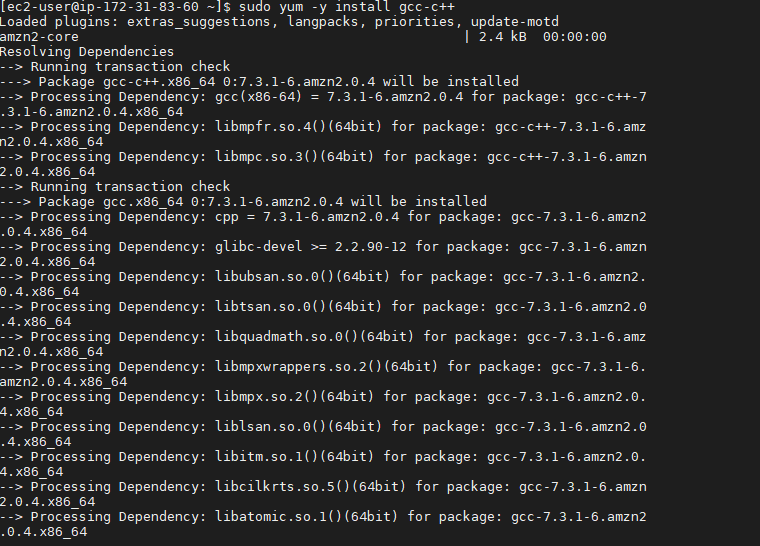 [ec2-user@ip-172-31-83-60 ~]$ sudo yum -y install gcc-c++
Loaded plugins: extras_suggestions, langpacks, priorities, update-motd
amzn2-core                                               | 2.4 kB  00:00:00
Resolving Dependencies
--> Running transaction check
---> Package gcc-c++.x86_64 0:7.3.1-6.amzn2.0.4 will be installed
--> Processing Dependency: gcc(x86-64) = 7.3.1-6.amzn2.0.4 for package: gcc-c++-7
.3.1-6.amzn2.0.4.x86_64
--> Processing Dependency: libmpfr.so.4()(64bit) for package: gcc-c++-7.3.1-6.amz
n2.0.4.x86_64
--> Processing Dependency: libmpc.so.3()(64bit) for package: gcc-c++-7.3.1-6.amzn
2.0.4.x86_64
--> Running transaction check
---> Package gcc.x86_64 0:7.3.1-6.amzn2.0.4 will be installed
--> Processing Dependency: cpp = 7.3.1-6.amzn2.0.4 for package: gcc-7.3.1-6.amzn2
.0.4.x86_64
--> Processing Dependency: glibc-devel >= 2.2.90-12 for package: gcc-7.3.1-6.amzn
2.0.4.x86_64
--> Processing Dependency: libubsan.so.0()(64bit) for package: gcc-7.3.1-6.amzn2.
0.4.x86_64
--> Processing Dependency: libtsan.so.0()(64bit) for package: gcc-7.3.1-6.amzn2.0
.4.x86_64
--> Processing Dependency: libquadmath.so.0()(64bit) for package: gcc-7.3.1-6.amz
n2.0.4.x86_64
--> Processing Dependency: libmpxwrappers.so.2()(64bit) for package: gcc-7.3.1-6.
amzn2.0.4.x86_64
--> Processing Dependency: libmpx.so.2()(64bit) for package: gcc-7.3.1-6.amzn2.0.
4.x86_64
--> Processing Dependency: liblsan.so.0()(64bit) for package: gcc-7.3.1-6.amzn2.0
.4.x86_64
--> Processing Dependency: libitm.so.1()(64bit) for package: gcc-7.3.1-6.amzn2.0.
4.x86_64
--> Processing Dependency: libcilkrts.so.5()(64bit) for package: gcc-7.3.1-6.amzn
2.0.4.x86_64
--> Processing Dependency: libatomic.so.1()(64bit) for package: gcc-7.3.1-6.amzn2
.0.4.x86_64